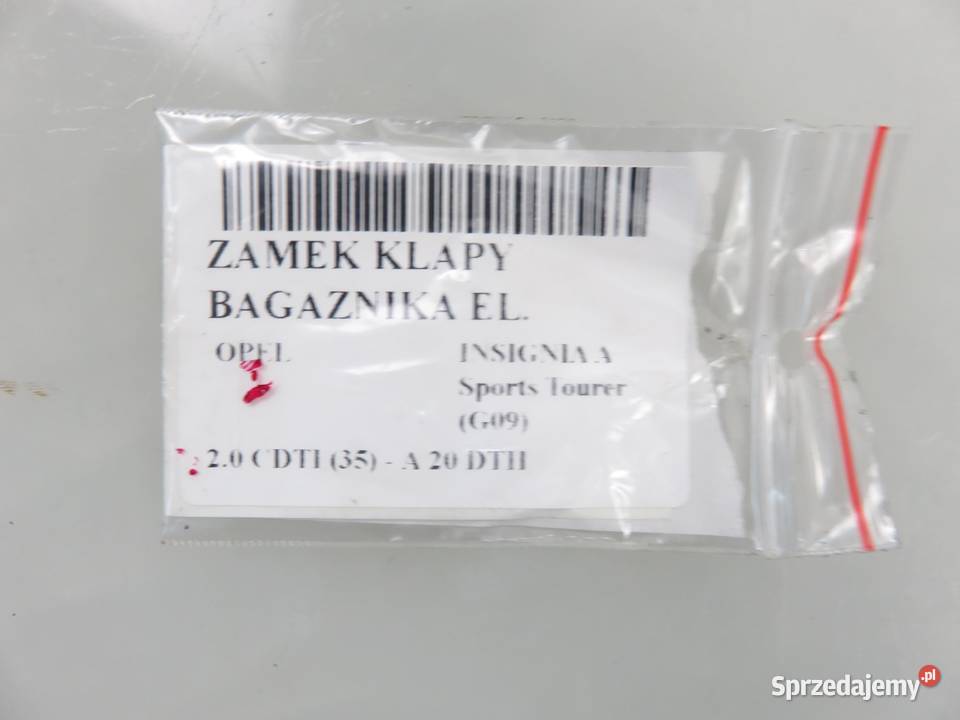 ZAMEK KLAPY
BAGAZNIKA EL.
OPEL INSIGNIA A
Sports Tourer
(G09)
2.0 CDTI (35) - A 20 DTH
Sprzedajemy.pl